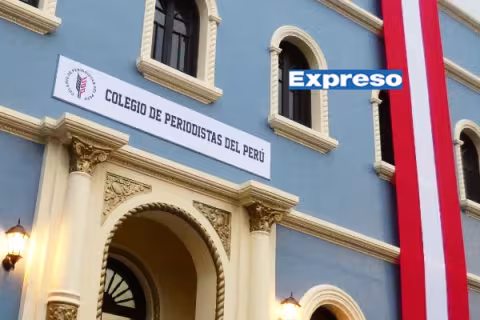 Expreso
COLEGIO DE PERIODISTAS DEL PERÚ